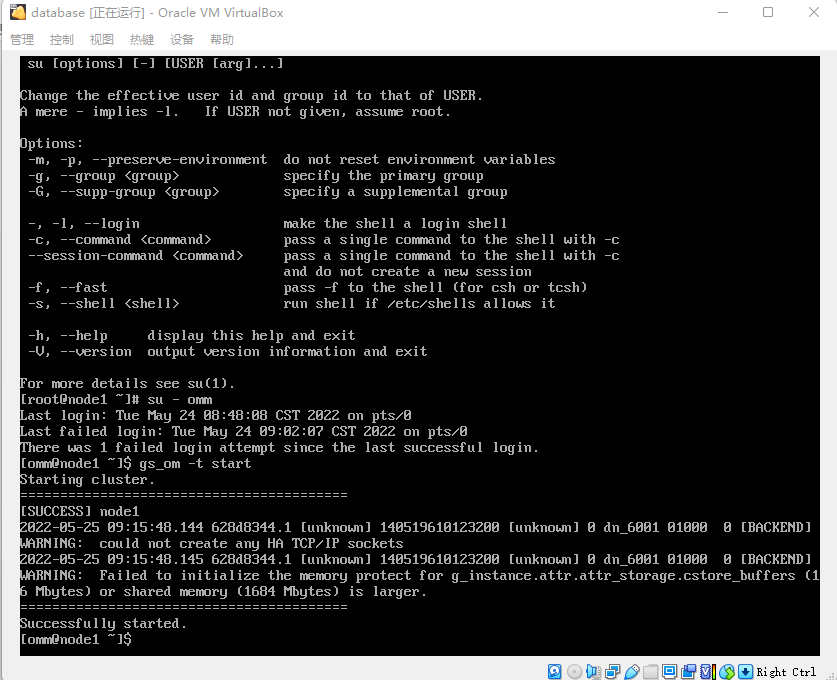 database [正在运行] - Oracle VM VirtualBox
管理 控制 视图 热键 设备 帮助
su [options] [-] [USER [arg]...]
Change the effective user id and group id to that of USER.
A mere - implies -l.   If USER not given, assume root.
Options:
-m, -p, --preserve-environment  do not reset environment variables
-g, --group <group>             specify the primary group
-G, --supp-group <group>        specify a supplemental group
-, -l, --login                  make the shell a login shell
-c, --command <command>         pass a single command to the shell with -c
--session-command <command>     pass a single command to the shell with -c
and do not create a new session
-f, --fast                      pass -f to the shell (for csh or tcsh)
-s, --shell <shell>             run shell if /etc/shells allows it
-h, --help     display this help and exit
-V, --version  output version information and exit
For more details see su(1).
[root@node1 ~]# su - omm
Last login: Tue May 24 08:48:08 CST 2022 on pts/0
Last failed login: Tue May 24 09:02:07 CST 2022 on pts/0
There was 1 failed login attempt since the last successful login.
[omm@node1 ~]$ gs_om -t start
Starting cluster.
=========================================
[SUCCESS] node1
2022-05-25 09:15:48.144 628d8344.1 [unknown] 140519610123200 [unknown] 0 dn_6001 01000  0 [BACKEND]
WARNING:  could not create any HA TCP/IP sockets
2022-05-25 09:15:48.145 628d8344.1 [unknown] 140519610123200 [unknown] 0 dn_6001 01000  0 [BACKEND]
WARNING:  Failed to initialize the memory protect for g_instance.attr.attr_storage.cstore_buffers (1
6 Mbytes) or shared memory (1684 Mbytes) is larger.
=========================================
Successfully started.
[omm@node1 ~]$
Right Ctrl